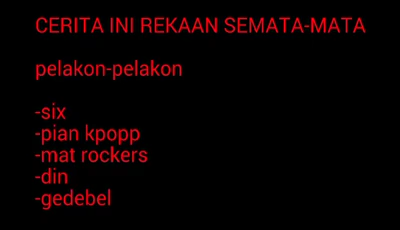 CERITA INI REKAAN SEMATA-MATA
pelakon-pelakon
-six
-pian kpopp
-mat rockers
-din
-gedebel